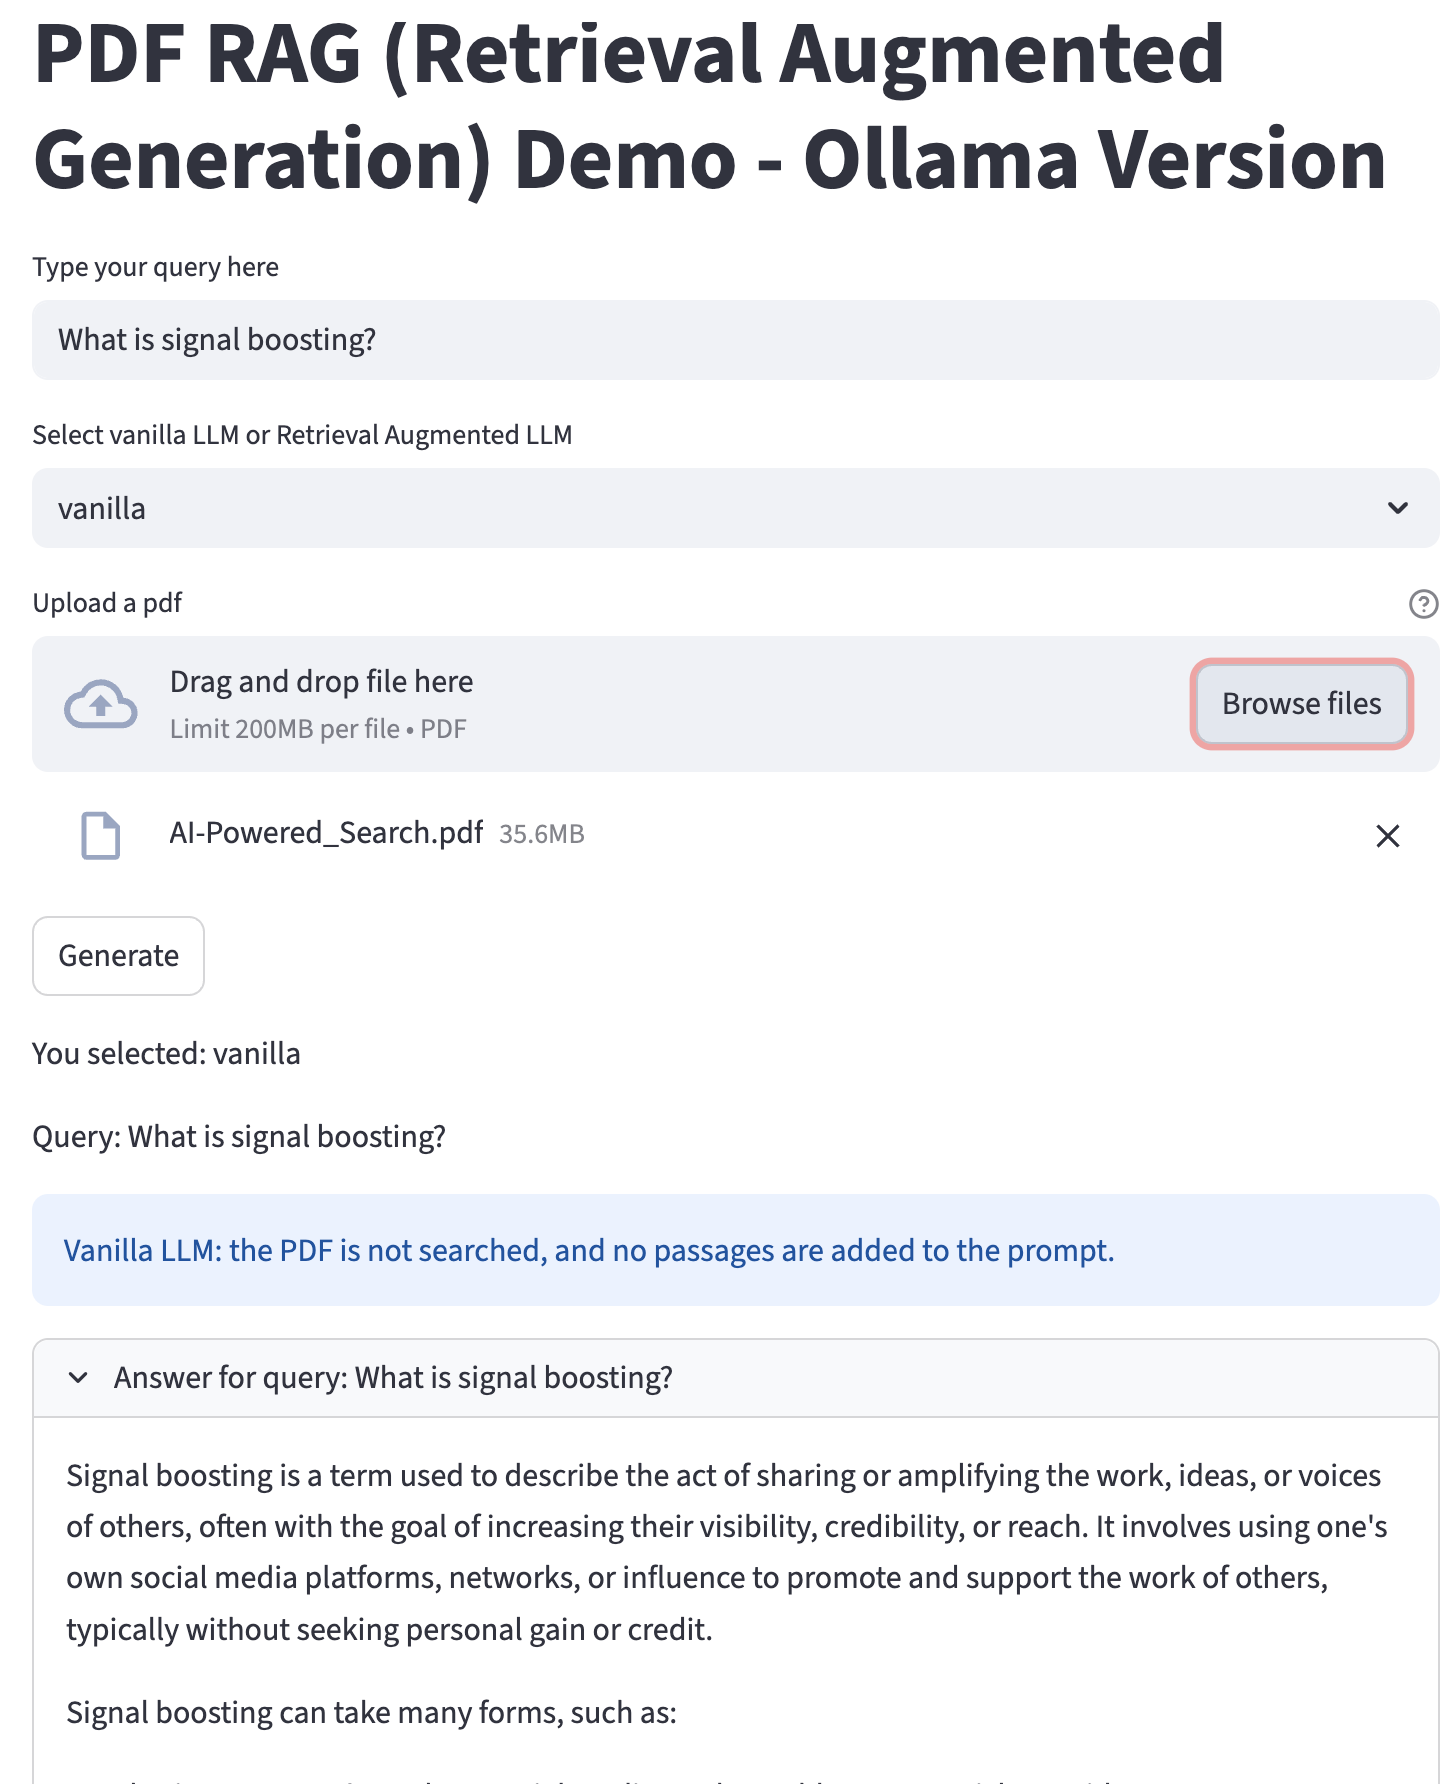 PDF RAG (Retrieval Augmented
Generation) Demo - Ollama Version
Type your query here
What is signal boosting?
Select vanilla LLM or Retrieval Augmented LLM
vanilla
Upload a pdf
Drag and drop file here
Limit 200MB per file • PDF
Browse files
AI-Powered_Search.pdf 35.6MB
Generate
You selected: vanilla
Query: What is signal boosting?
Vanilla LLM: the PDF is not searched, and no passages are added to the prompt.
Answer for query: What is signal boosting?
Signal boosting is a term used to describe the act of sharing or amplifying the work, ideas, or voices
of others, often with the goal of increasing their visibility, credibility, or reach. It involves using one's
own social media platforms, networks, or influence to promote and support the work of others,
typically without seeking personal gain or credit.
Signal boosting can take many forms, such as: